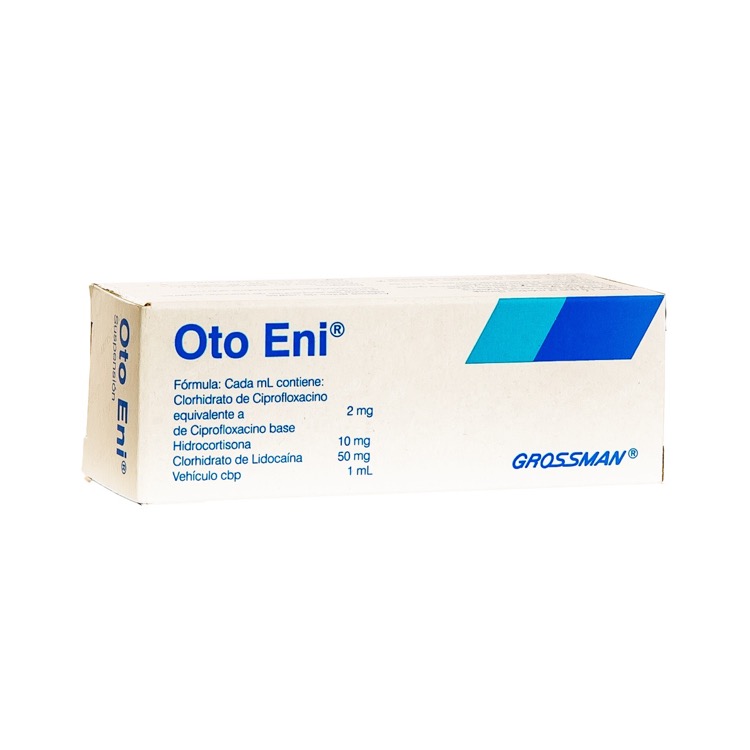 Oto Eni®
Suspensión
Oto Eni®
Fórmula: Cada mL contiene:
Clorhidrato de Ciprofloxacino
equivalente a 2 mg
de Ciprofloxacino base
Hidrocortisona 10 mg
Clorhidrato de Lidocaína 50 mg
Vehículo cbp 1 mL
GROSSMAN®